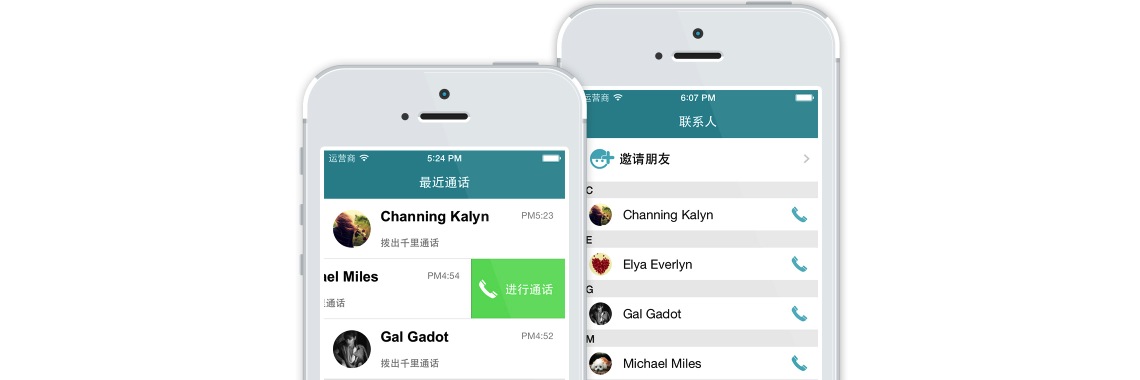 运营商
5:24 PM
最近通话
Channing Kalyn
PM5:23
拨出千里通话
ael Miles
PM4:54
通话
进行通话
Gal Gadot
PM4:52
拨出千里通话
运营商
6:07 PM
联系人
邀请朋友
C
Channing Kalyn
E
Elya Everlyn
G
Gal Gadot
M
Michael Miles